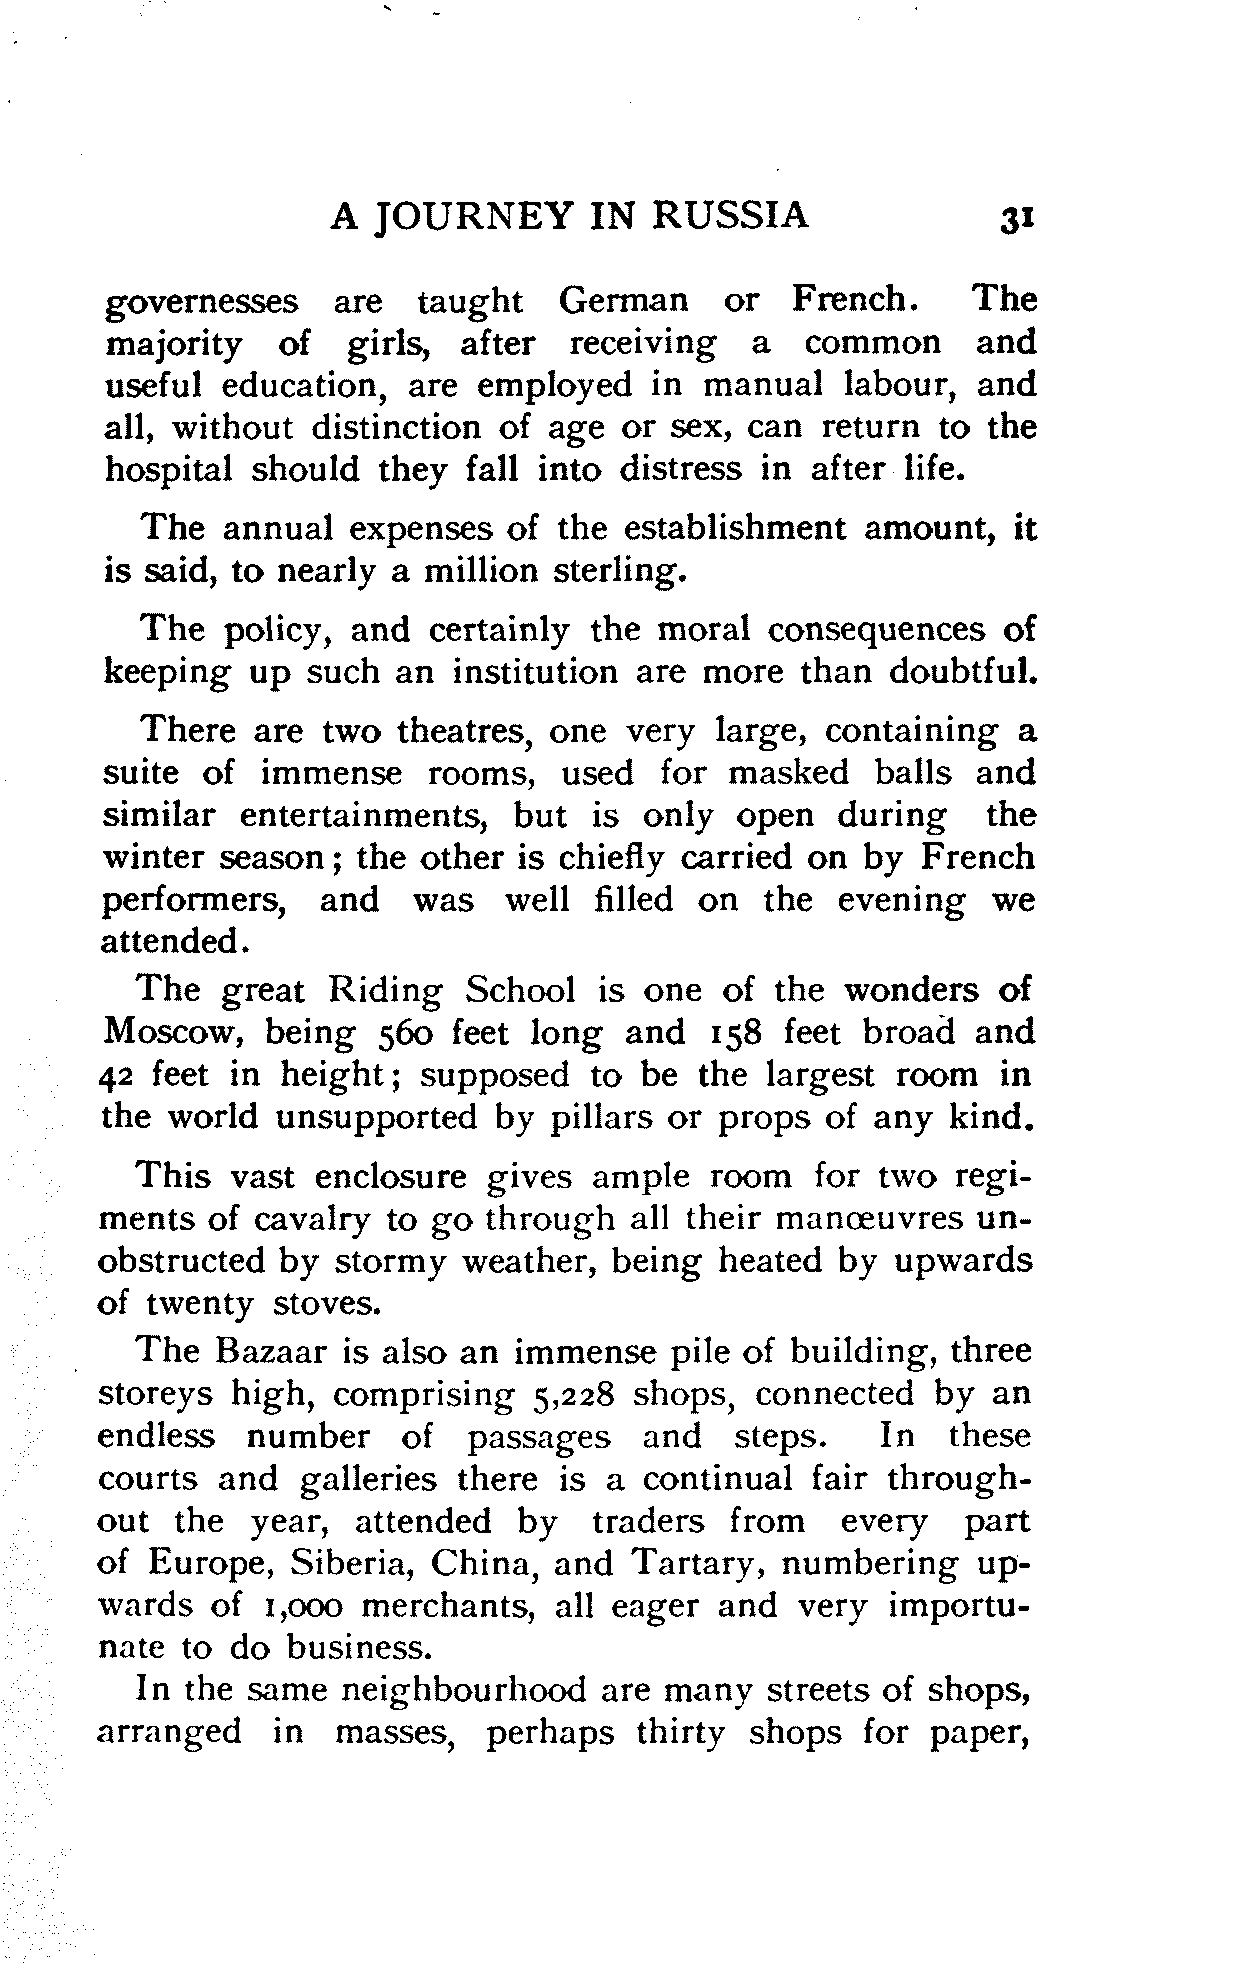 A JOURNEY IN RUSSIA 31
governesses are taught German or French. The
majority of girls, after receiving a common and
useful education, are employed in manual labour, and
all, without distinction of age or sex, can return to the
hospital should they fall into distress in after life.
The annual expenses of the establishment amount, it
is said, to nearly a million sterling.
The policy, and certainly the moral consequences of
keeping up such an institution are more than doubtful.
There are two theatres, one very large, containing a
suite of immense rooms, used for masked balls and
similar entertainments, but is only open during the
winter season; the other is chiefly carried on by French
performers, and was well filled on the evening we
attended.
The great Riding School is one of the wonders of
Moscow, being 560 feet long and 158 feet broad and
42 feet in height; supposed to be the largest room in
the world unsupported by pillars or props of any kind.
This vast enclosure gives ample room for two regi-
ments of cavalry to go through all their manœuvres un-
obstructed by stormy weather, being heated by upwards
of twenty stoves.
The Bazaar is also an immense pile of building, three
storeys high, comprising 5,228 shops, connected by an
endless number of passages and steps. In these
courts and galleries there is a continual fair through-
out the year, attended by traders from every part
of Europe, Siberia, China, and Tartary, numbering up-
wards of 1,000 merchants, all eager and very importu-
nate to do business.
In the same neighbourhood are many streets of shops,
arranged in masses, perhaps thirty shops for paper,